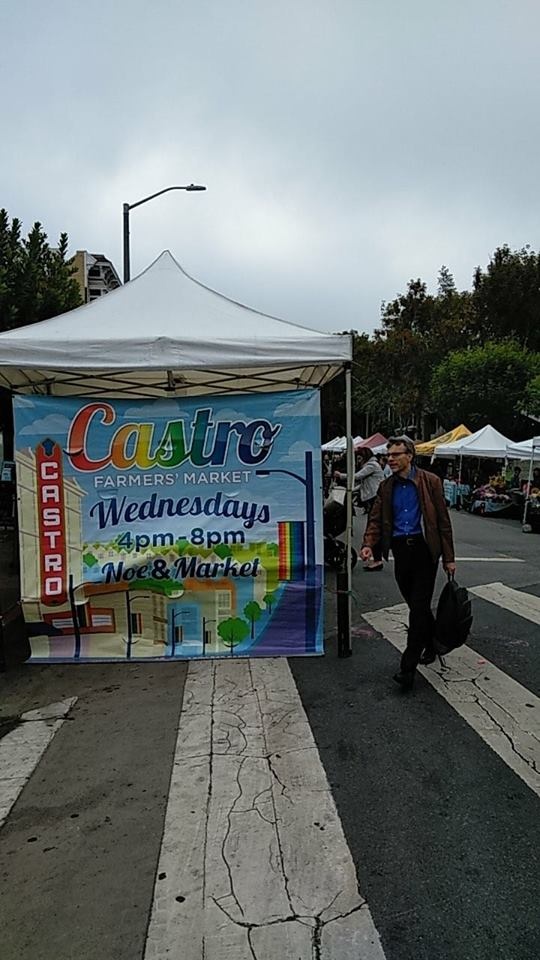 Castro
FARMERS' MARKET
Wednesdays
4pm-8pm
Noe & Market
CASTRO